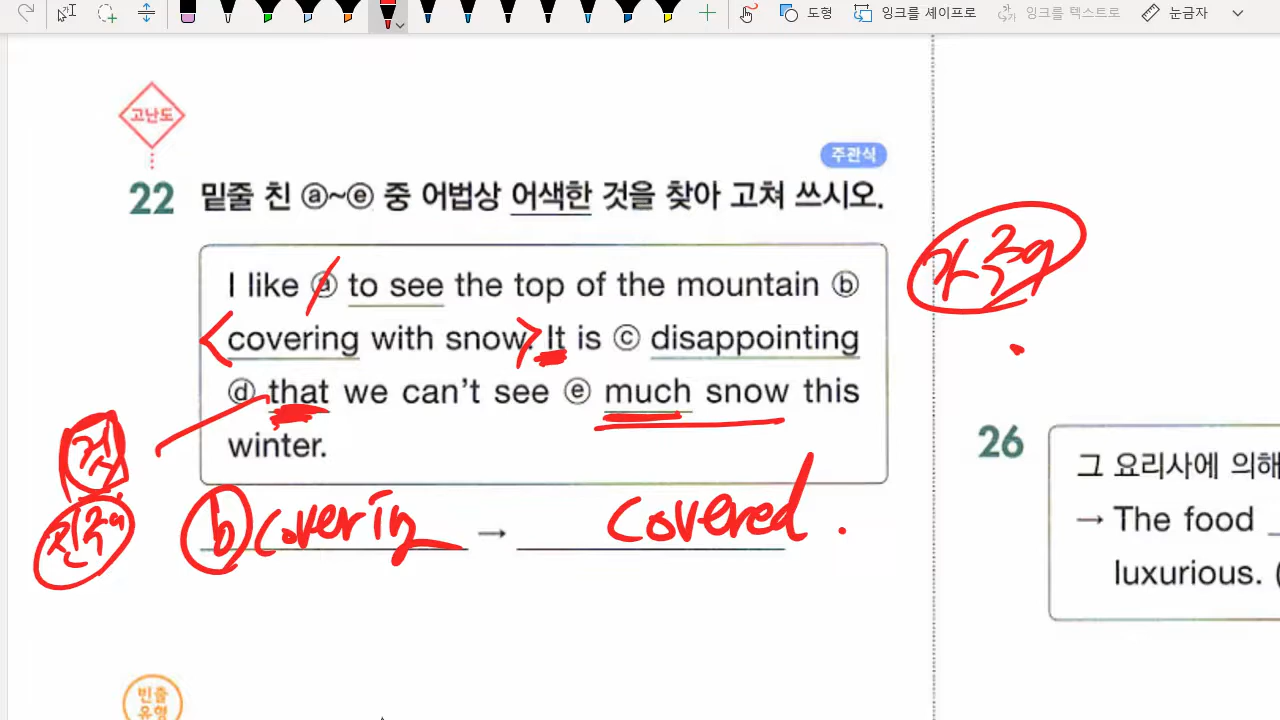 도형
잉크를 셰이프로
잉크를 텍스트로
눈금자
고난도
주관식
22 밑줄 친 ⓐ~ⓔ 중 어법상 어색한 것을 찾아 고쳐 쓰시오.
I like ⓐ to see the top of the mountain ⓑ
covering with snow. It is ⓒ disappointing
ⓓ that we can't see ⓔ much snow this
winter.
가주어
것
진주어
ⓑ covering → covered.
26
그 요리사에 의해
→ The food
luxurious. (
빈출
유형